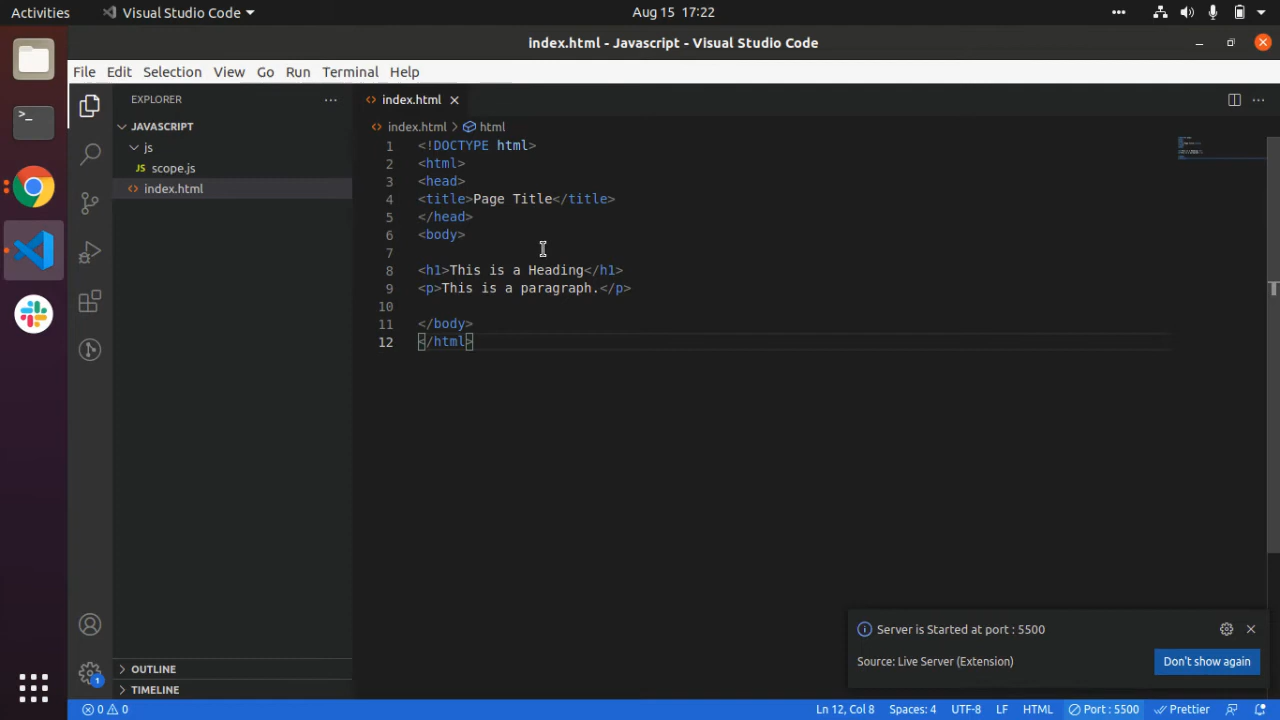 Activities
Visual Studio Code
Aug 15 17:22
index.html - Javascript - Visual Studio Code
File Edit Selection View Go Run Terminal Help
EXPLORER
JAVASCRIPT
js
JS scope.js
index.html
index.html
index.html > html
1 <!DOCTYPE html>
2 <html>
3 <head>
4 <title>Page Title</title>
5 </head>
6 <body>
7
8 <h1>This is a Heading</h1>
9 <p>This is a paragraph.</p>
10
11 </body>
12 </html>
Server is Started at port : 5500
Source: Live Server (Extension)
Don't show again
1
OUTLINE
TIMELINE
0 0
Ln 12, Col 8 Spaces: 4 UTF-8 LF HTML Port : 5500 Prettier